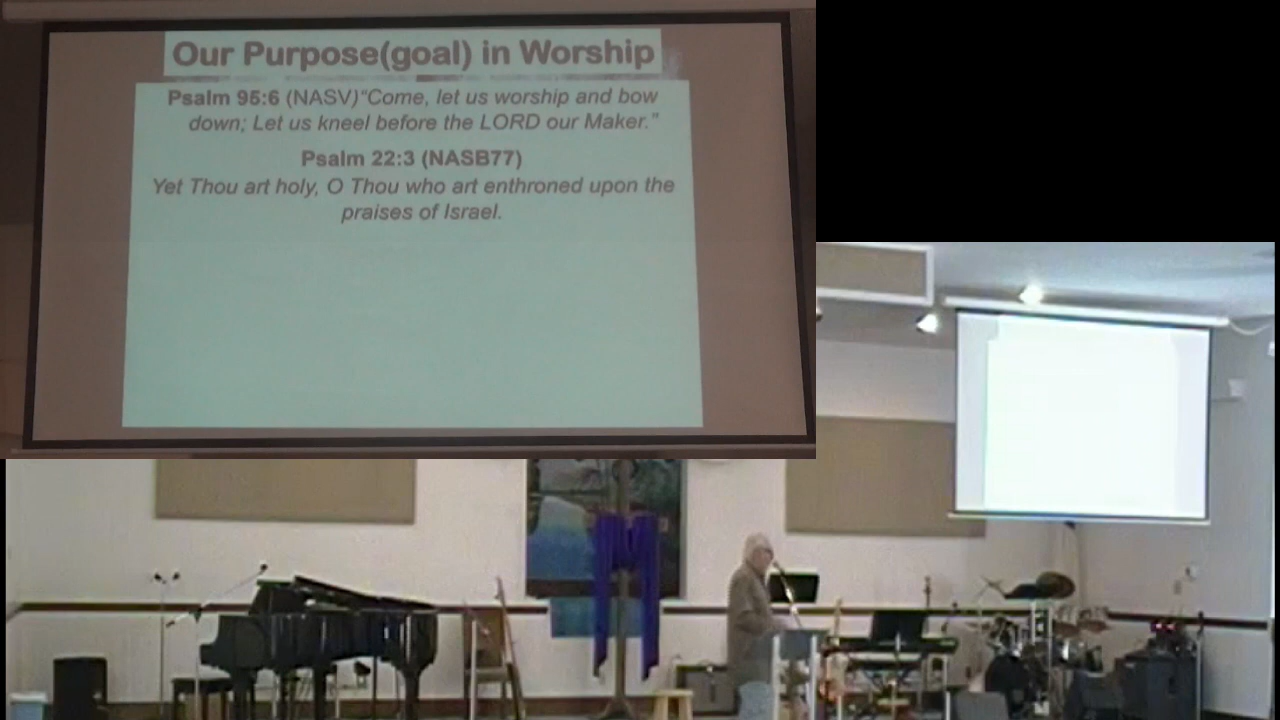 Our Purpose(goal) in Worship
Psalm 95:6 (NASV)“Come, let us worship and bow
down; Let us kneel before the LORD our Maker.”
Psalm 22:3 (NASB77)
Yet Thou art holy, O Thou who art enthroned upon the
praises of Israel.